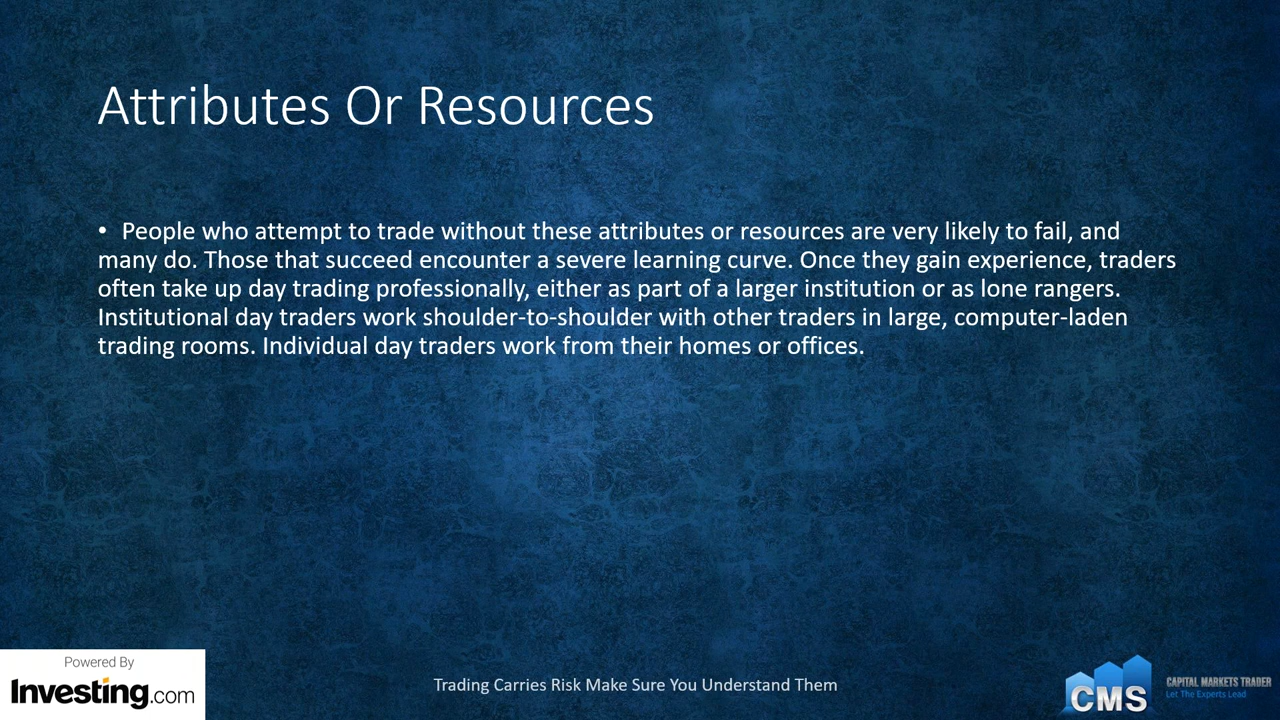 Attributes Or Resources
• People who attempt to trade without these attributes or resources are very likely to fail, and
many do. Those that succeed encounter a severe learning curve. Once they gain experience, traders
often take up day trading professionally, either as part of a larger institution or as lone rangers.
Institutional day traders work shoulder-to-shoulder with other traders in large, computer-laden
trading rooms. Individual day traders work from their homes or offices.
Powered By
Investing.com
Trading Carries Risk Make Sure You Understand Them
CMS
CAPITAL MARKETS TRADER
Let The Experts Lead